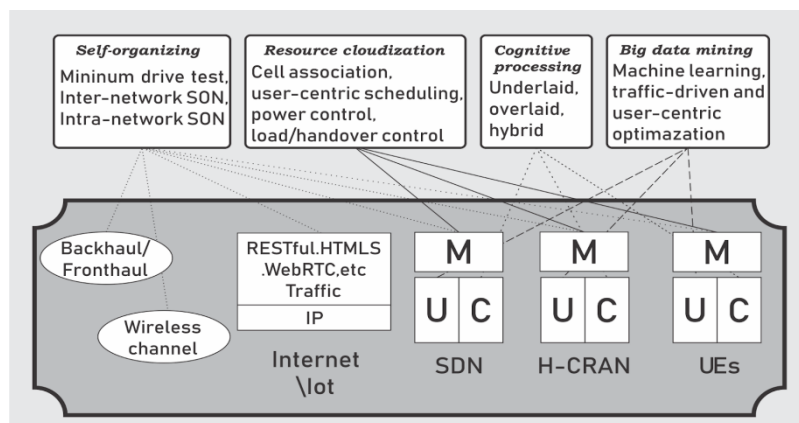 Self-organizing
Mininum drive test,
Inter-network SON,
Intra-network SON
Resource cloudization
Cell association,
user-centric scheduling,
power control,
load/handover control
Cognitive
processing
Underlaid,
overlaid,
hybrid
Big data mining
Machine learning,
traffic-driven and
user-centric
optimazation
Backhaul/
Fronthaul
Wireless
channel
RESTful.HTMLS
.WebRTC,etc
Traffic
IP
Internet
\lot
M
U C
SDN
M
U C
H-CRAN
M
U C
UEs